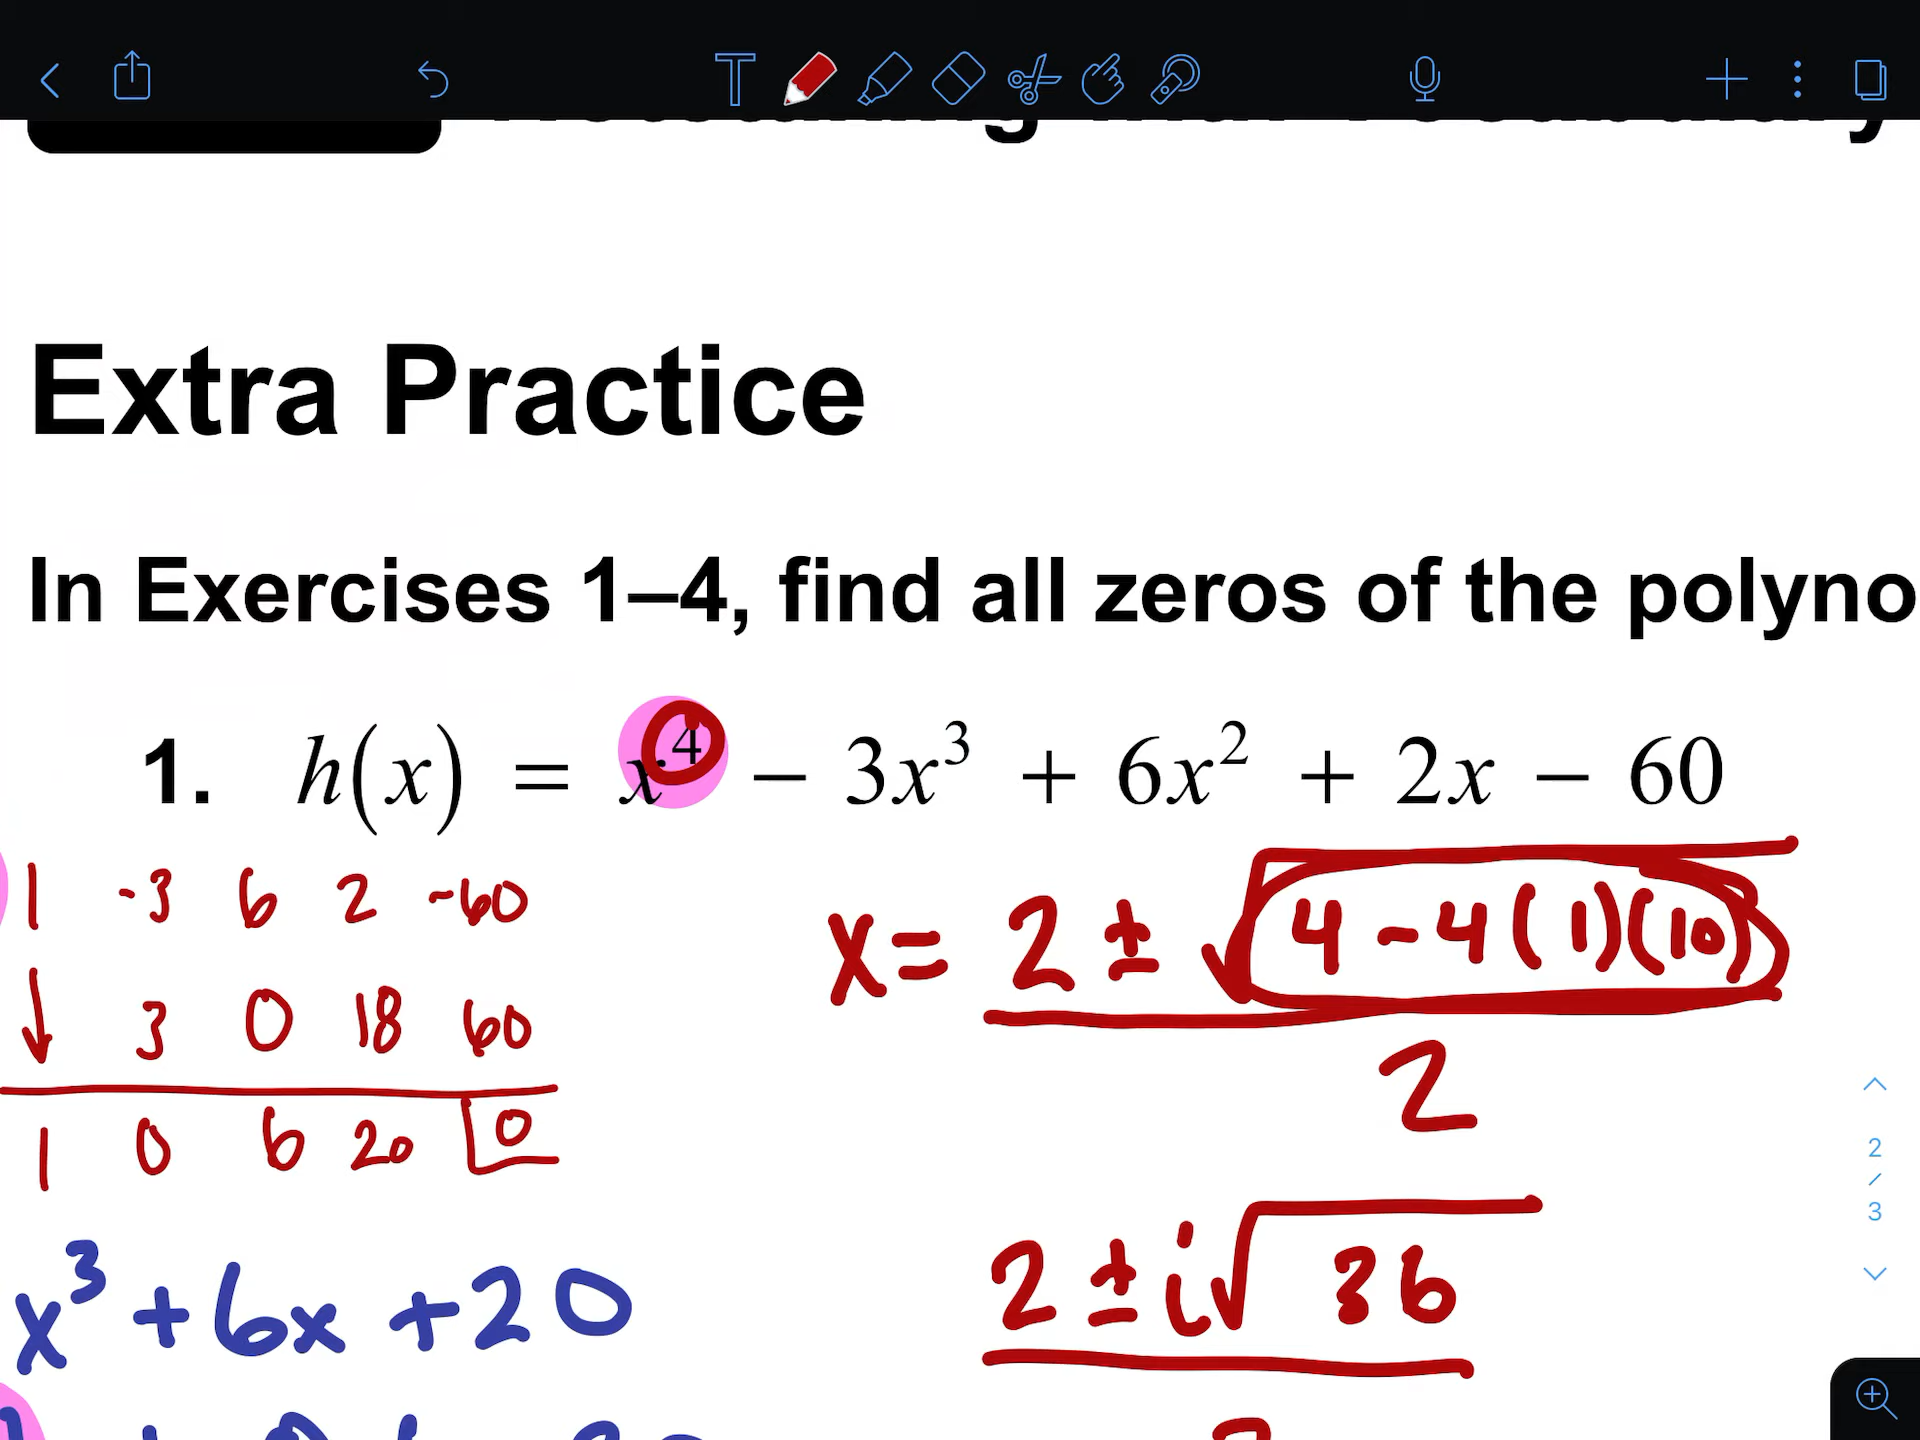 Extra Practice
In Exercises 1–4, find all zeros of the polyno
1. h(x) = x⁴ − 3x³ + 6x² + 2x − 60
1 -3 6 2 -60
↓ 3 0 18 60
1 0 6 20 0
x³ + 6x + 20
x = 2 ± √4 - 4(1)(10)
2
2 ± i√36
2
/
3